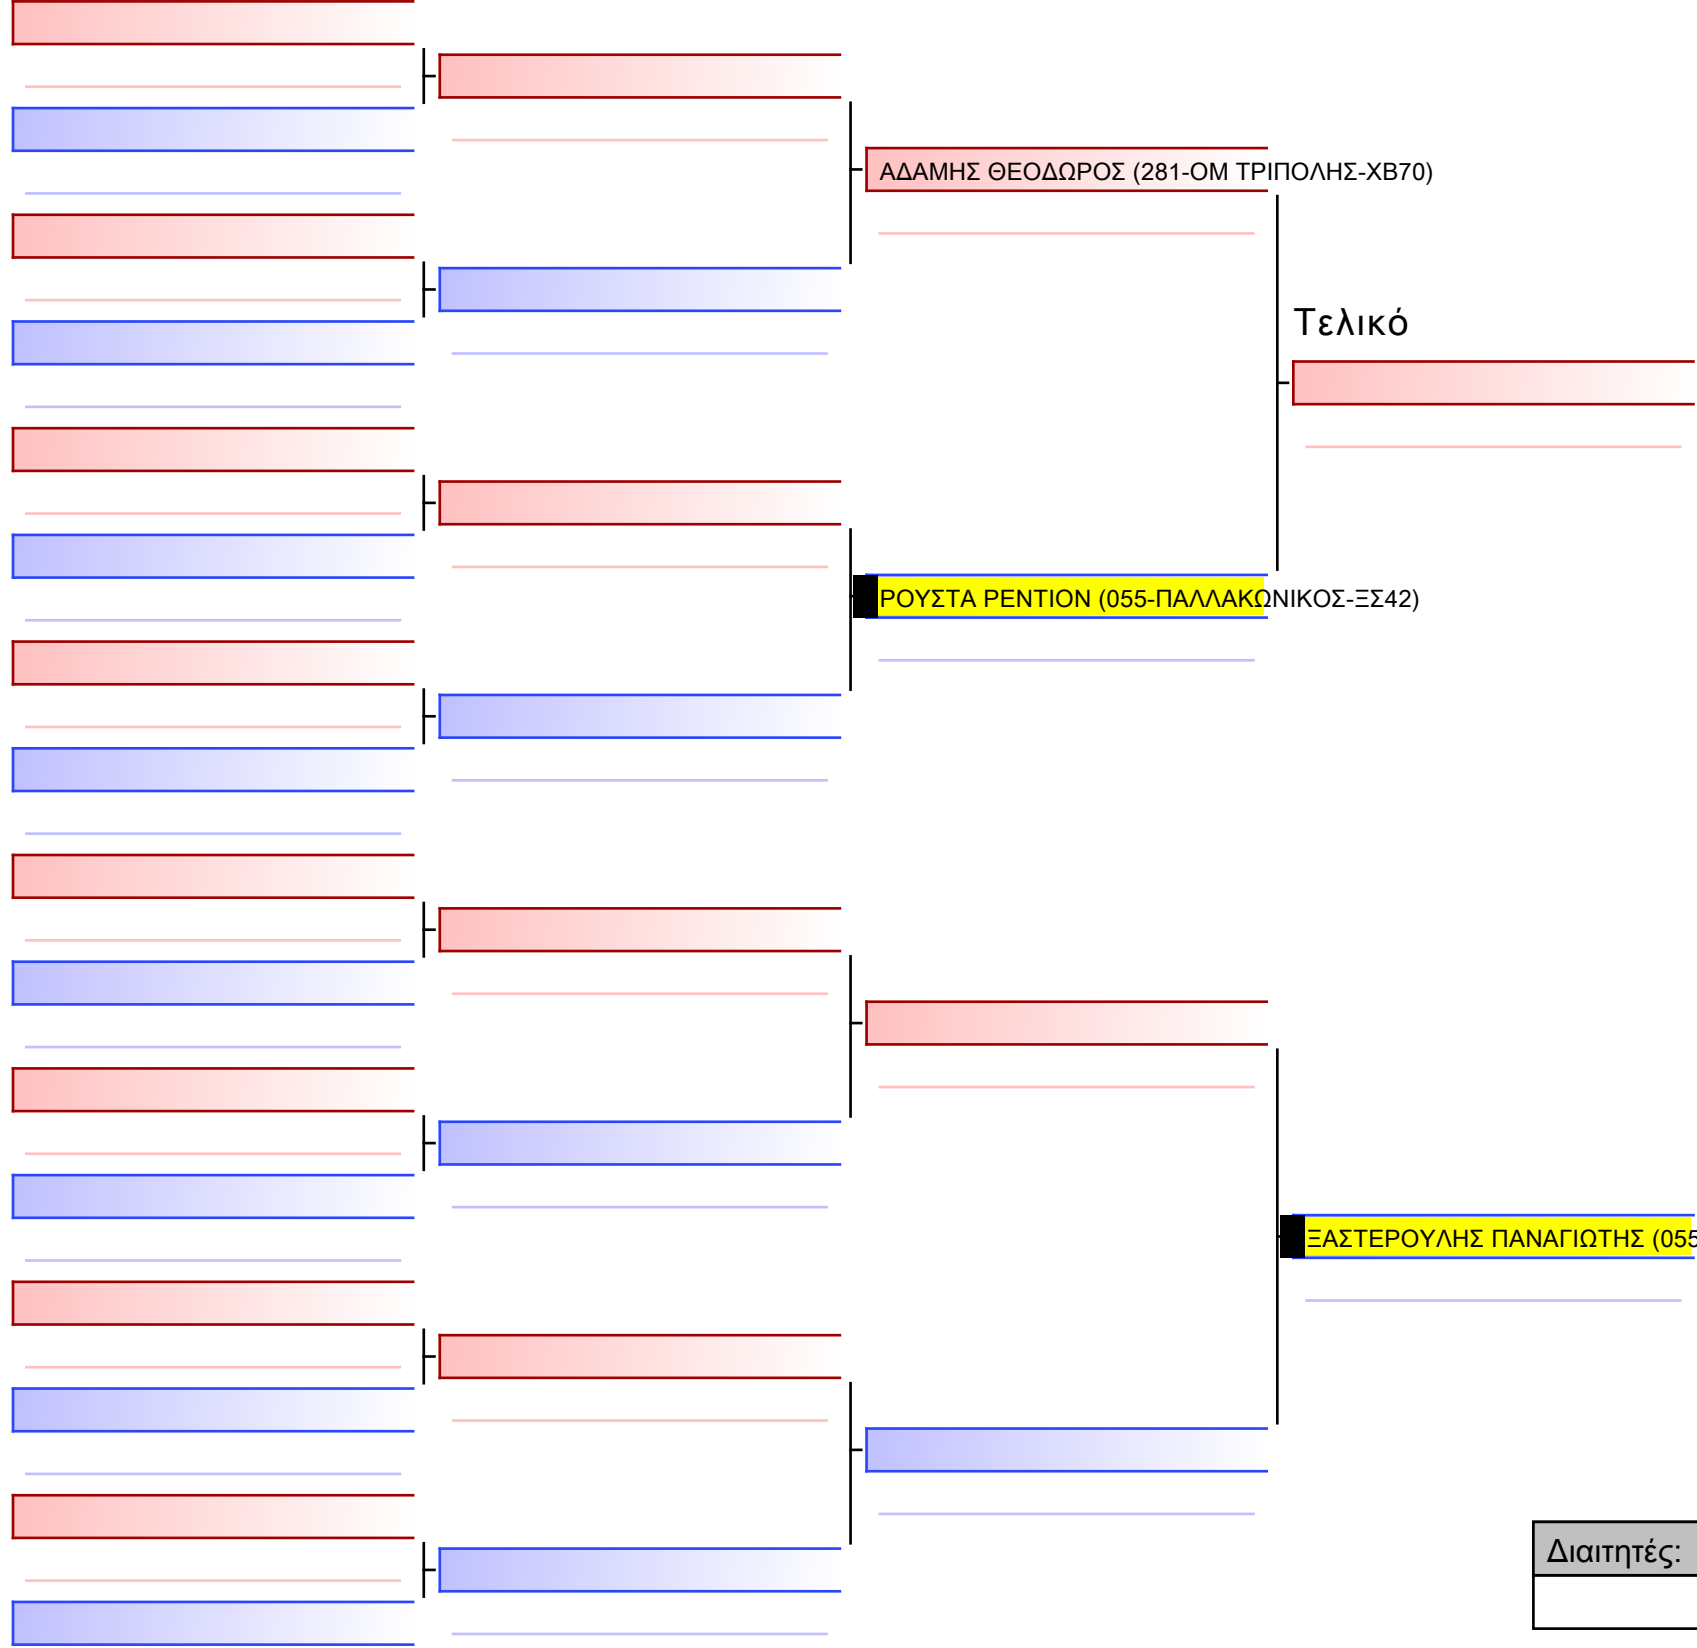 ΑΔΑΜΗΣ ΘΕΟΔΩΡΟΣ (281-ΟΜ ΤΡΙΠΟΛΗΣ-ΧΒ70)
Τελικό
ΡΟΥΣΤΑ ΡΕΝΤΙΟΝ (055-ΠΑΛΛΑΚΩΝΙΚΟΣ-ΞΣ42)
ΞΑΣΤΕΡΟΥΛΗΣ ΠΑΝΑΓΙΩΤΗΣ (055
Διαιτητές: